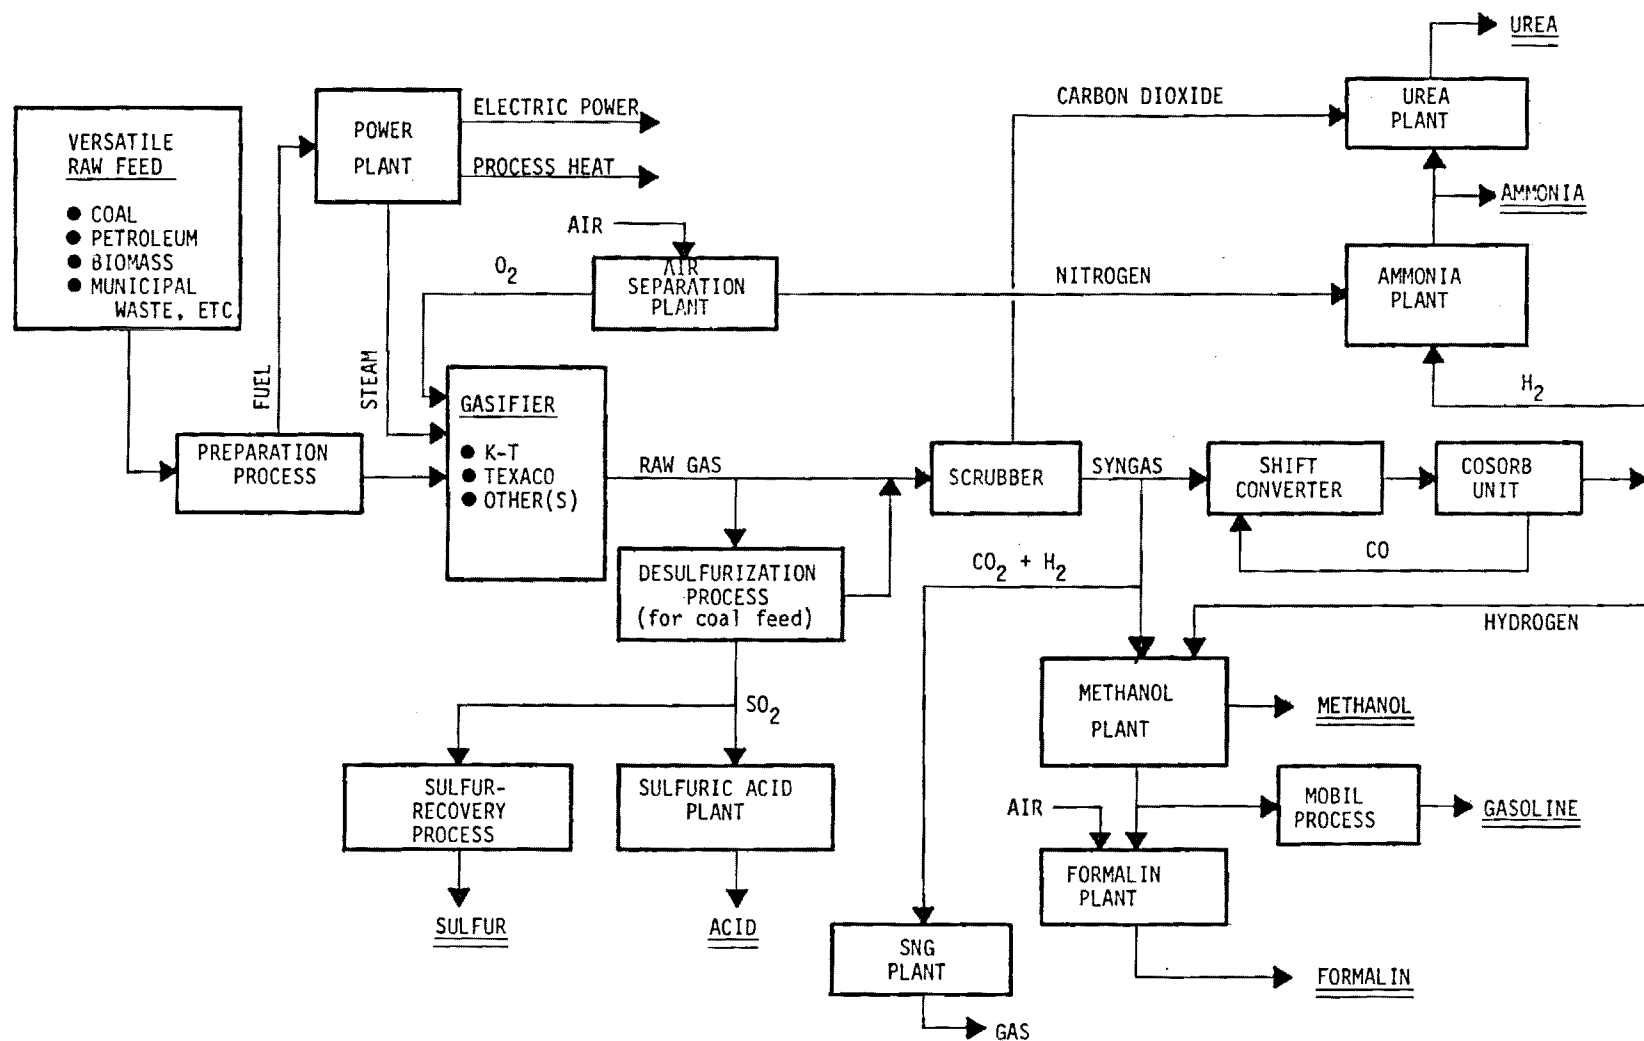 UREA
CARBON DIOXIDE
UREA
PLANT
VERSATILE
RAW FEED
● COAL
● PETROLEUM
● BIOMASS
● MUNICIPAL
WASTE, ETC
POWER
PLANT
ELECTRIC POWER
PROCESS HEAT
AMMONIA
AIR
O2
AIR
SEPARATION
PLANT
NITROGEN
AMMONIA
PLANT
FUEL
STEAM
H2
GASIFIER
● K-T
● TEXACO
● OTHER(S)
PREPARATION
PROCESS
RAW GAS
SCRUBBER
SYNGAS
SHIFT
CONVERTER
COSORB
UNIT
CO
CO2 + H2
DESULFURIZATION
PROCESS
(for coal feed)
HYDROGEN
SO2
METHANOL
PLANT
METHANOL
SULFUR-
RECOVERY
PROCESS
SULFURIC ACID
PLANT
AIR
MOBIL
PROCESS
GASOLINE
FORMALIN
PLANT
SULFUR
ACID
SNG
PLANT
FORMALIN
GAS